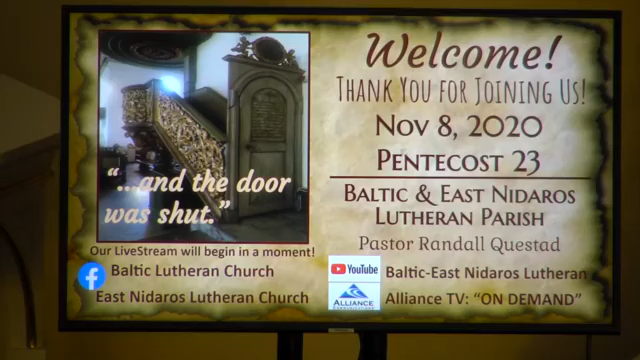 Welcome!
THANK YOU FOR JOINING US!
NOV 8, 2020
PENTECOST 23
BALTIC & EAST NIDAROS
LUTHERAN PARISH
Pastor Randall Questad
"...and the door
was shut."
Our LiveStream will begin in a moment!
Baltic Lutheran Church
East Nidaros Lutheran Church
YouTube Baltic-East Nidaros Lutheran
ALLIANCE Alliance TV: "ON DEMAND"